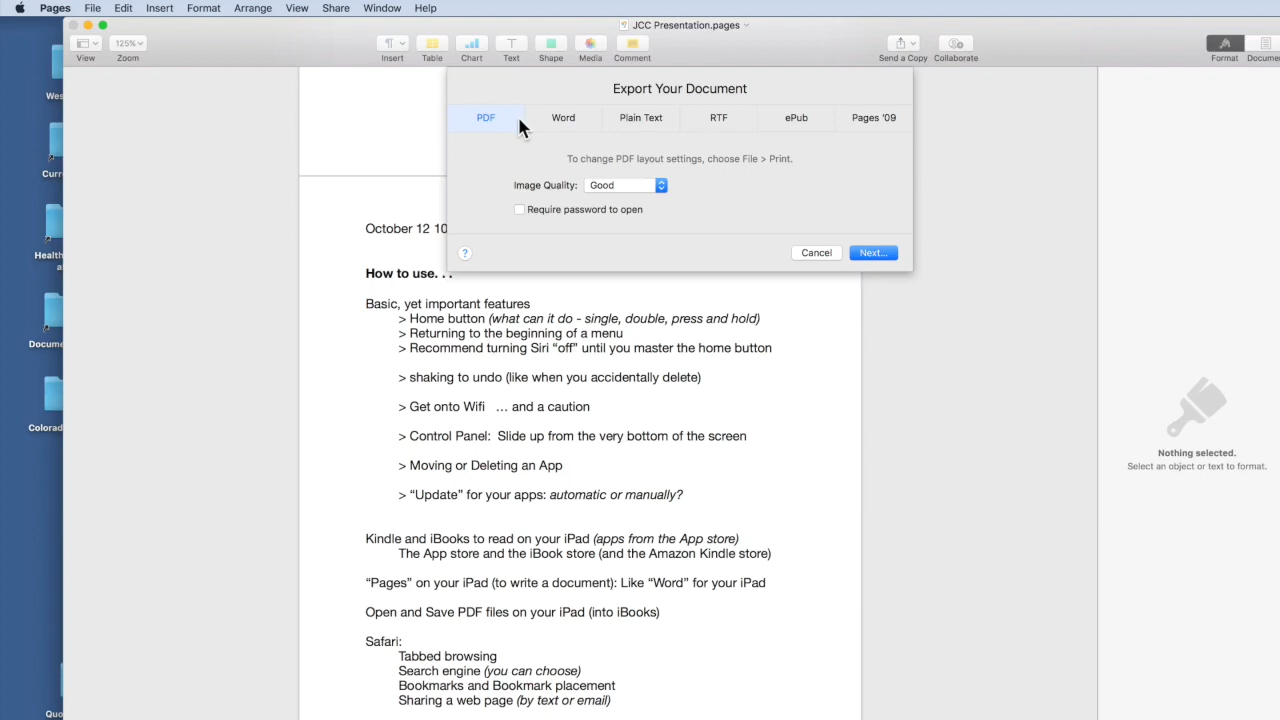 Pages File Edit Insert Format Arrange View Share Window Help
JCC Presentation.pages
125%
View Zoom Insert Table Chart Text Shape Media Comment Send a Copy Collaborate Format
Export Your Document
PDF Word Plain Text RTF ePub Pages '09
To change PDF layout settings, choose File > Print.
Image Quality: Good
Require password to open
? Cancel Next...
October 12 10
How to use. . .
Basic, yet important features
> Home button (what can it do - single, double, press and hold)
> Returning to the beginning of a menu
> Recommend turning Siri “off” until you master the home button
> shaking to undo (like when you accidentally delete)
> Get onto Wifi … and a caution
> Control Panel: Slide up from the very bottom of the screen
> Moving or Deleting an App
> “Update” for your apps: automatic or manually?
Kindle and iBooks to read on your iPad (apps from the App store)
The App store and the iBook store (and the Amazon Kindle store)
“Pages” on your iPad (to write a document): Like “Word” for your iPad
Open and Save PDF files on your iPad (into iBooks)
Safari:
Tabbed browsing
Search engine (you can choose)
Bookmarks and Bookmark placement
Sharing a web page (by text or email)
Nothing selected.
Select an object or text to format.
Wes
Curr
Health
a
Docume
Colorad
Quo